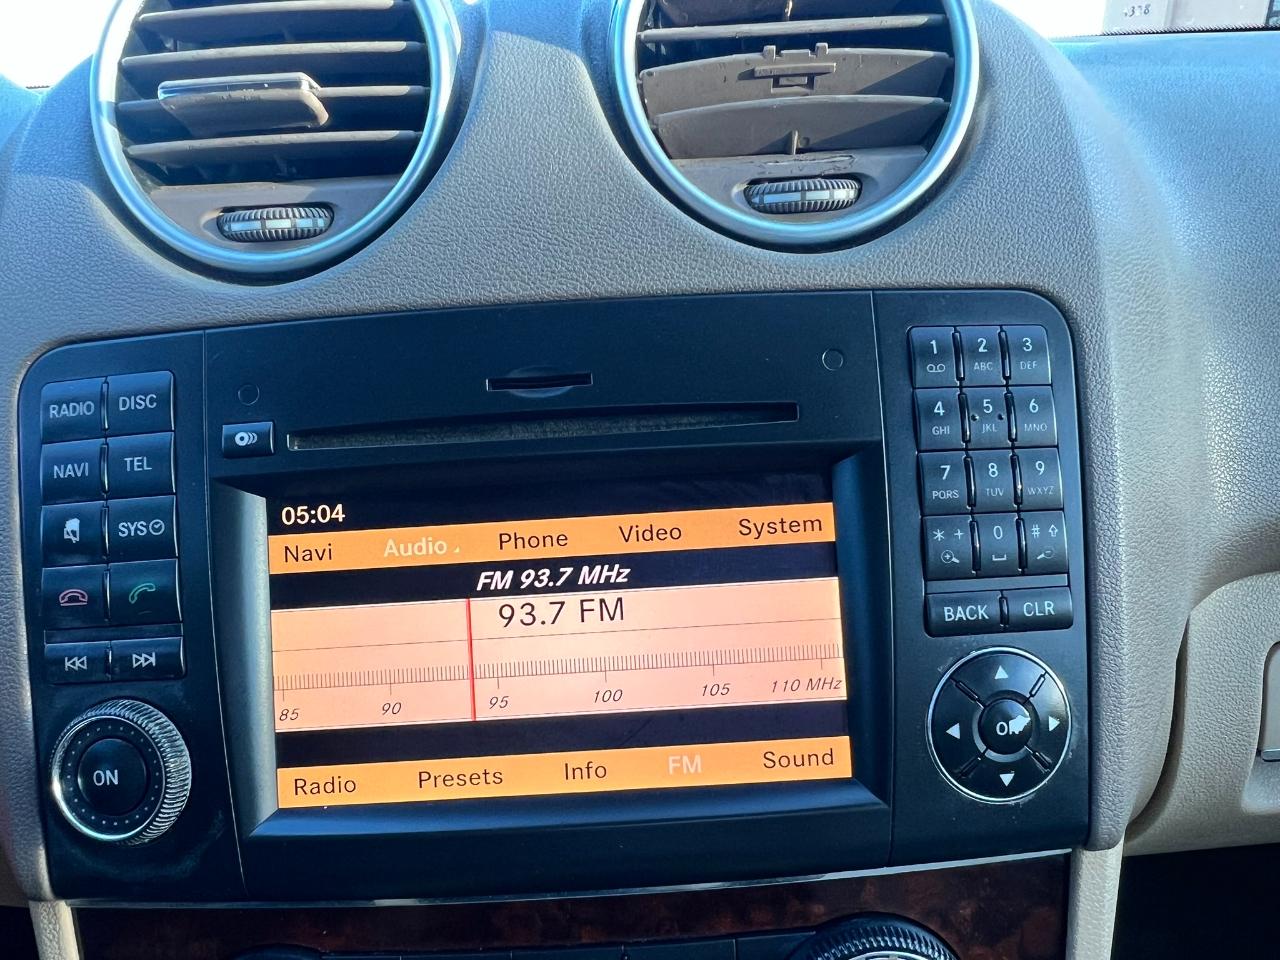 RADIO DISC
NAVI TEL
SYS
ON
05:04
Navi Audio Phone Video System
FM 93.7 MHz
93.7 FM
85 90 95 100 105 110 MHz
Radio Presets Info FM Sound
1 2 3
ABC DEF
4 5 6
GHI JKL MNO
7 8 9
PQRS TUV WXYZ
* + 0 #
BACK CLR